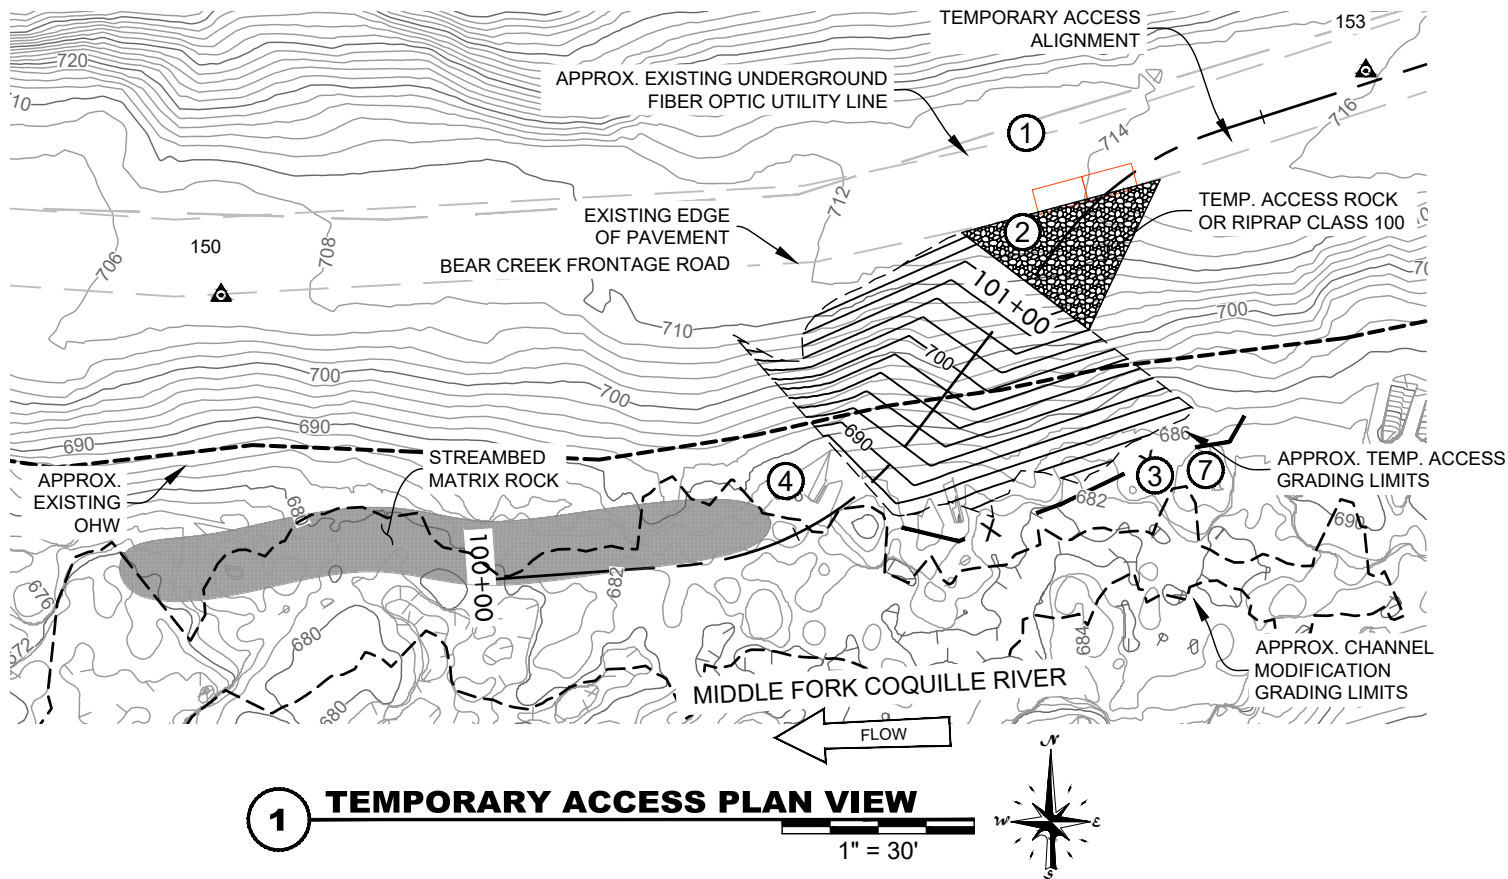 TEMPORARY ACCESS
ALIGNMENT
153
720
APPROX. EXISTING UNDERGROUND
FIBER OPTIC UTILITY LINE
10
1
714
716
712
EXISTING EDGE
OF PAVEMENT
BEAR CREEK FRONTAGE ROAD
TEMP. ACCESS ROCK
OR RIPRAP CLASS 100
2
150
706
708
710
101+00
700
700
700
700
690
690
690
686
STREAMBED
MATRIX ROCK
APPROX.
EXISTING
OHW
4
3
7
APPROX. TEMP. ACCESS
GRADING LIMITS
682
690
100+00
682
676
672
680
680
684
APPROX. CHANNEL
MODIFICATION
GRADING LIMITS
MIDDLE FORK COQUILLE RIVER
FLOW
N
W
E
S
1
TEMPORARY ACCESS PLAN VIEW
1" = 30'